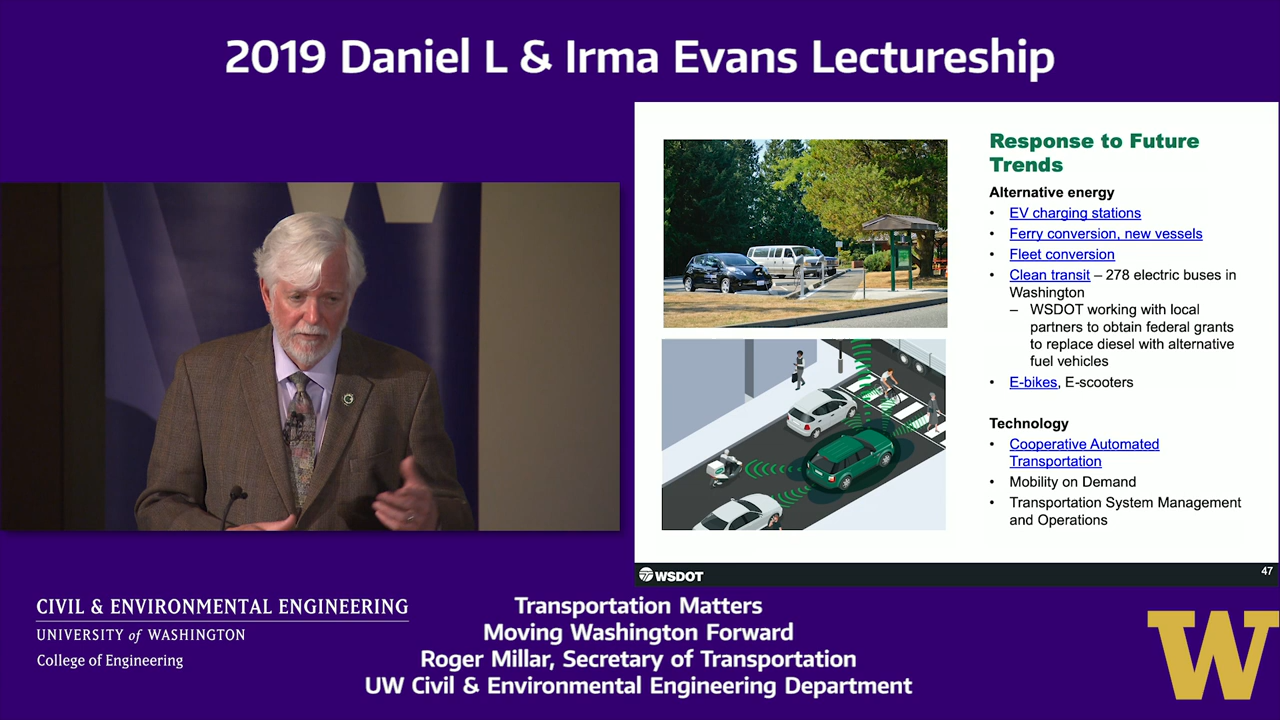 2019 Daniel L & Irma Evans Lectureship
Response to Future
Trends
Alternative energy
• EV charging stations
• Ferry conversion, new vessels
• Fleet conversion
• Clean transit – 278 electric buses in
Washington
– WSDOT working with local
partners to obtain federal grants
to replace diesel with alternative
fuel vehicles
• E-bikes, E-scooters
Technology
• Cooperative Automated
Transportation
• Mobility on Demand
• Transportation System Management
and Operations
WSDOT
47
CIVIL & ENVIRONMENTAL ENGINEERING
UNIVERSITY of WASHINGTON
College of Engineering
Transportation Matters
Moving Washington Forward
Roger Millar, Secretary of Transportation
UW Civil & Environmental Engineering Department
W